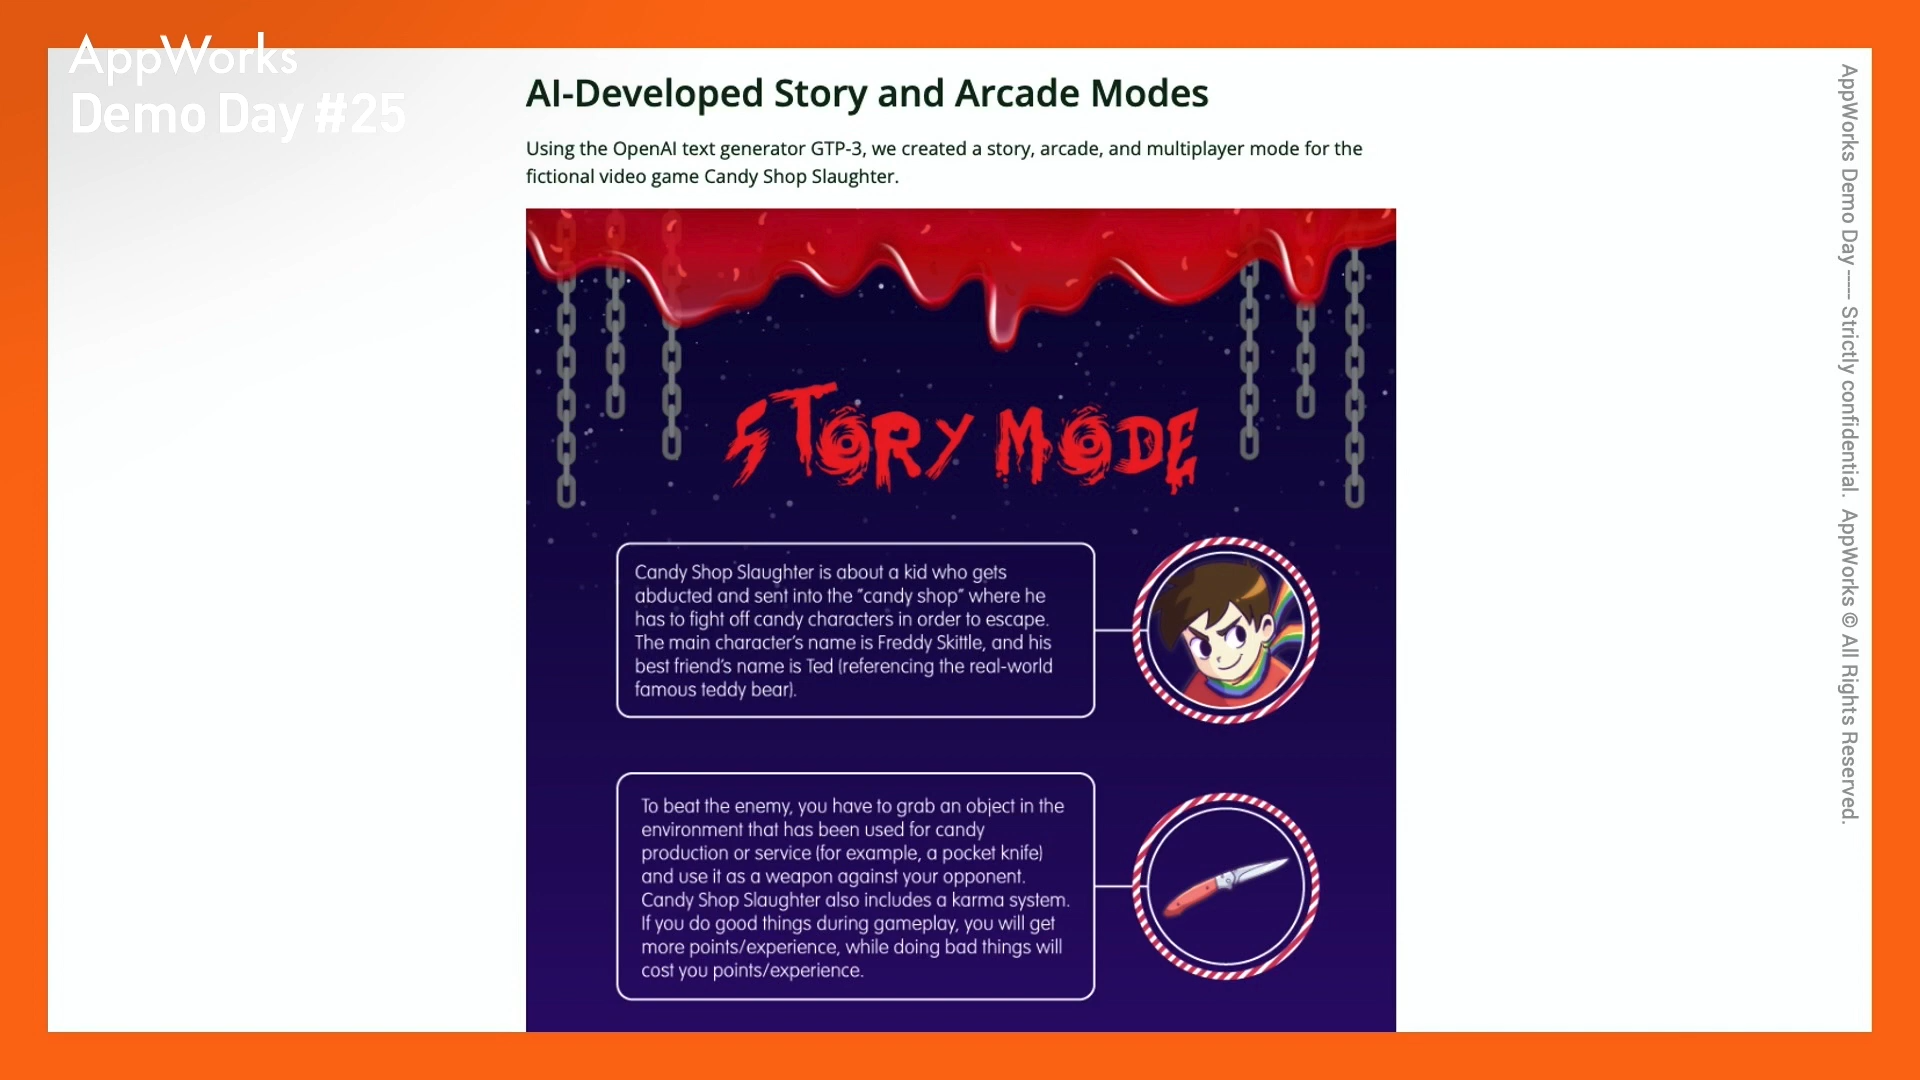 AppWorks
Demo Day #25
AI-Developed Story and Arcade Modes
Using the OpenAI text generator GTP-3, we created a story, arcade, and multiplayer mode for the
fictional video game Candy Shop Slaughter.
STORY MODE
Candy Shop Slaughter is about a kid who gets
abducted and sent into the "candy shop" where he
has to fight off candy characters in order to escape.
The main character's name is Freddy Skittle, and his
best friend's name is Ted (referencing the real-world
famous teddy bear).
To beat the enemy, you have to grab an object in the
environment that has been used for candy
production or service (for example, a pocket knife)
and use it as a weapon against your opponent.
Candy Shop Slaughter also includes a karma system.
If you do good things during gameplay, you will get
more points/experience, while doing bad things will
cost you points/experience.
AppWorks Demo Day —— Strictly confidential. AppWorks © All Rights Reserved.